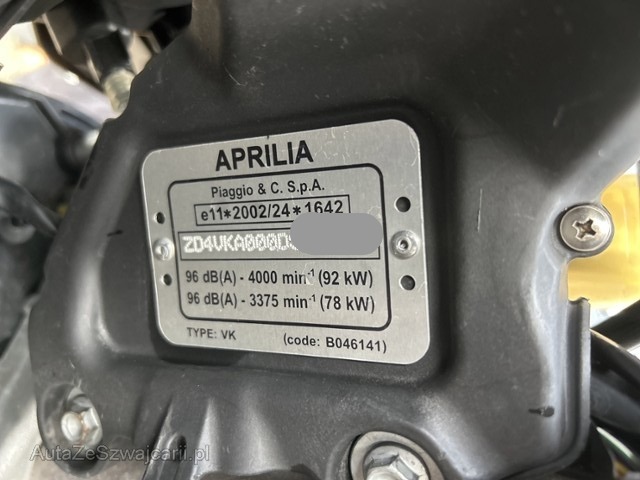 APRILIA
Piaggio & C. S.p.A.
e11*2002/24*1642
ZD4VKA000D
96 dB(A) - 4000 min⁻¹ (92 kW)
96 dB(A) - 3375 min⁻¹ (78 kW)
TYPE: VK (code: B046141)
AutaZeSzwajcarii.pl